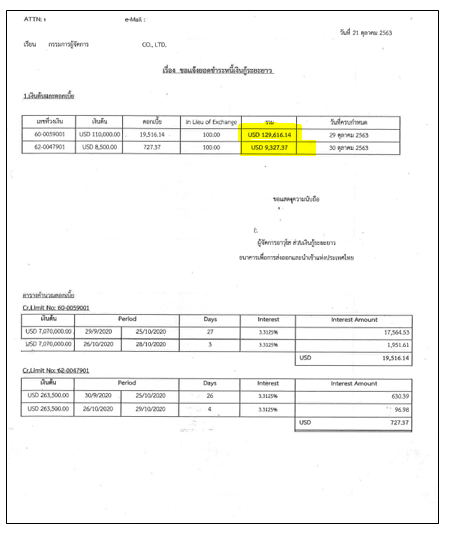 ATTN: e-Mail :
วันที่ 21 ตุลาคม 2563
เรียน กรรมการผู้จัดการ CO., LTD.
เรื่อง ขอแจ้งยอดชำระหนี้เงินกู้ระยะยาว
1.เงินต้นและดอกเบี้ย
เลขที่วงเงิน เงินต้น ดอกเบี้ย In Lieu of Exchange รวม วันที่ครบกำหนด
60-0059001 USD 110,000.00 19,516.14 100.00 USD 129,616.14 29 ตุลาคม 2563
62-0047901 USD 8,500.00 727.37 100.00 USD 9,327.37 30 ตุลาคม 2563
ขอแสดงความนับถือ
ผู้จัดการอาวุโส ส่วนเงินกู้ระยะยาว
ธนาคารเพื่อการส่งออกและนำเข้าแห่งประเทศไทย
ตารางคำนวณดอกเบี้ย
Cr.Limit No: 60-0059001
เงินต้น Period Days Interest Interest Amount
USD 7,070,000.00 29/9/2020 25/10/2020 27 3.3125% 17,564.53
USD 7,070,000.00 26/10/2020 28/10/2020 3 3.3125% 1,951.61
USD 19,516.14
Cr.Limit No: 62-0047901
เงินต้น Period Days Interest Interest Amount
USD 263,500.00 30/9/2020 25/10/2020 26 3.3125% 630.39
USD 263,500.00 26/10/2020 29/10/2020 4 3.3125% 96.98
USD 727.37